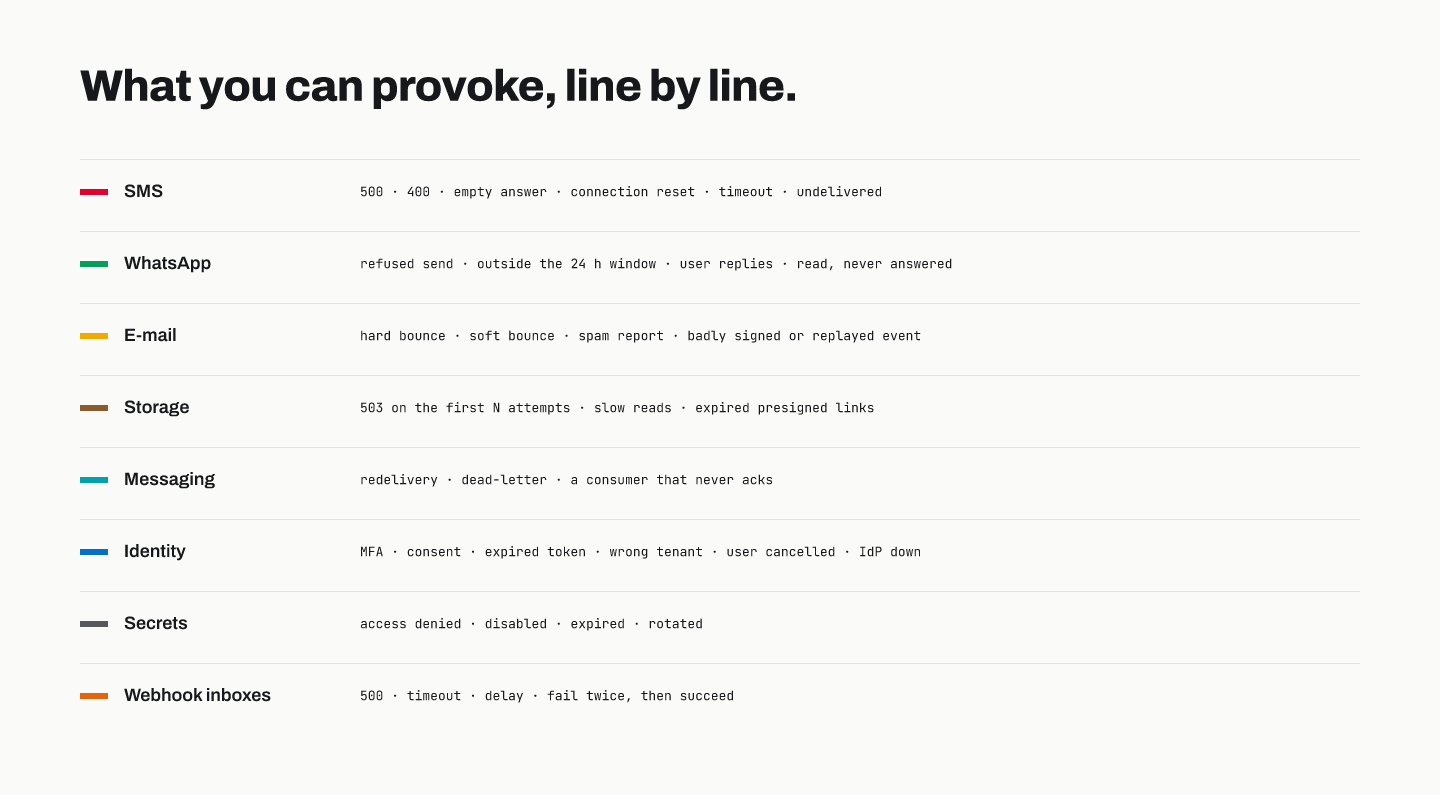 What you can provoke, line by line.
SMS
500 · 400 · empty answer · connection reset · timeout · undelivered
WhatsApp
refused send · outside the 24 h window · user replies · read, never answered
E-mail
hard bounce · soft bounce · spam report · badly signed or replayed event
Storage
503 on the first N attempts · slow reads · expired presigned links
Messaging
redelivery · dead-letter · a consumer that never acks
Identity
MFA · consent · expired token · wrong tenant · user cancelled · IdP down
Secrets
access denied · disabled · expired · rotated
Webhook inboxes
500 · timeout · delay · fail twice, then succeed